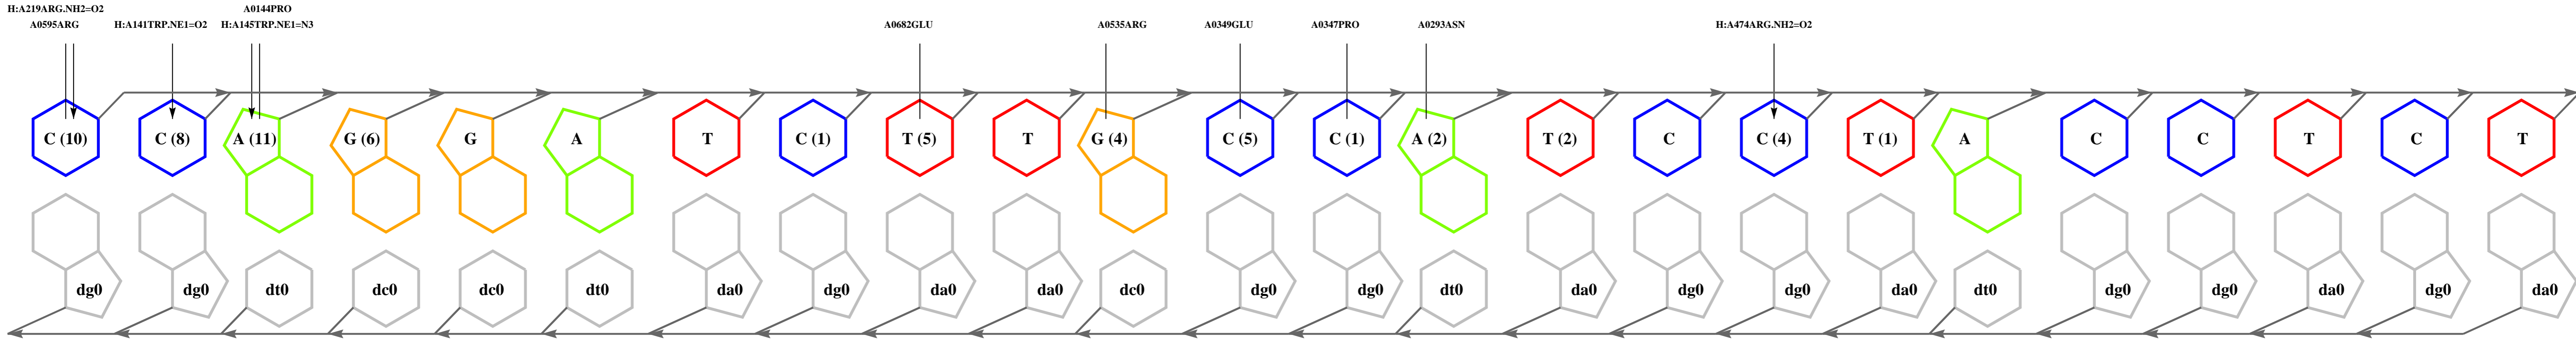 H:A219ARG.NH2=O2 A0144PRO
A0595ARG H:A141TRP.NE1=O2 H:A145TRP.NE1=N3 A0682GLU A0535ARG A0349GLU A0347PRO A0293ASN H:A474ARG.NH2=O2
C (10) C (8) A (11) G (6) G A T C (1) T (5) T G (4) C (5) C (1) A (2) T (2) C C (4) T (1) A C C T C T
dg0 dg0 dt0 dc0 dc0 dt0 da0 dg0 da0 da0 dc0 dg0 dg0 dt0 da0 dg0 dg0 da0 dt0 dg0 dg0 da0 dg0 da0